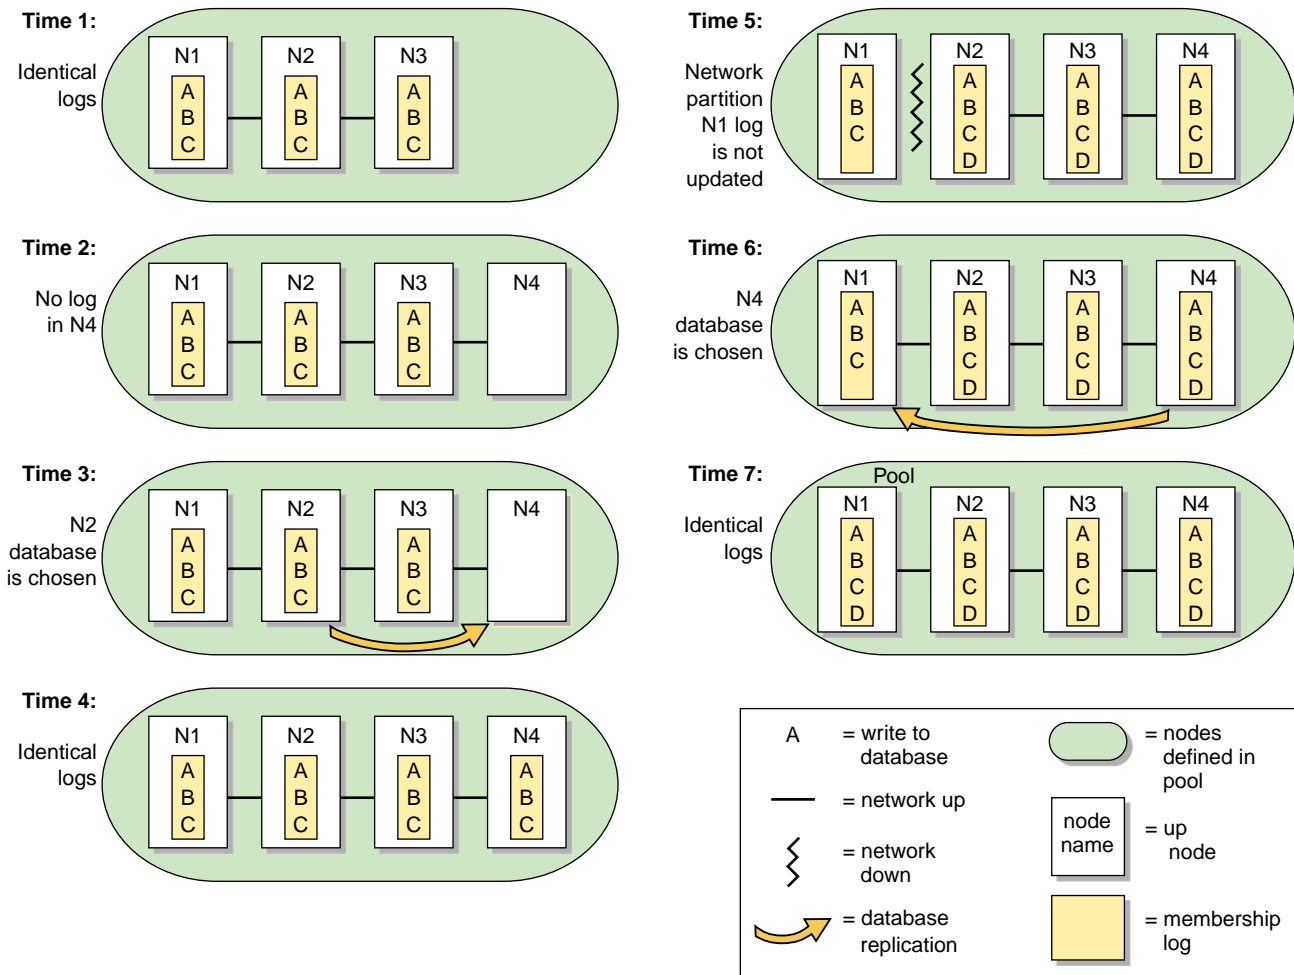 Time 1:
Identical
logs
N1
N2
N3
A
B
C
A
B
C
A
B
C
Time 2:
No log
in N4
N1
N2
N3
N4
A
B
C
A
B
C
A
B
C
Time 3:
N2
database
is chosen
N1
N2
N3
N4
A
B
C
A
B
C
A
B
C
Time 4:
Identical
logs
N1
N2
N3
N4
A
B
C
A
B
C
A
B
C
A
B
C
Time 5:
Network
partition
N1 log
is not
updated
N1
N2
N3
N4
A
B
C
A
B
C
D
A
B
C
D
A
B
C
D
Time 6:
N4
database
is chosen
N1
N2
N3
N4
A
B
C
A
B
C
D
A
B
C
D
A
B
C
D
Time 7:
Identical
logs
Pool
N1
N2
N3
N4
A
B
C
D
A
B
C
D
A
B
C
D
A
B
C
D
A
= write to
database
= network up
= network
down
= database
replication
= nodes
defined in
pool
node
name
= up
node
= membership
log